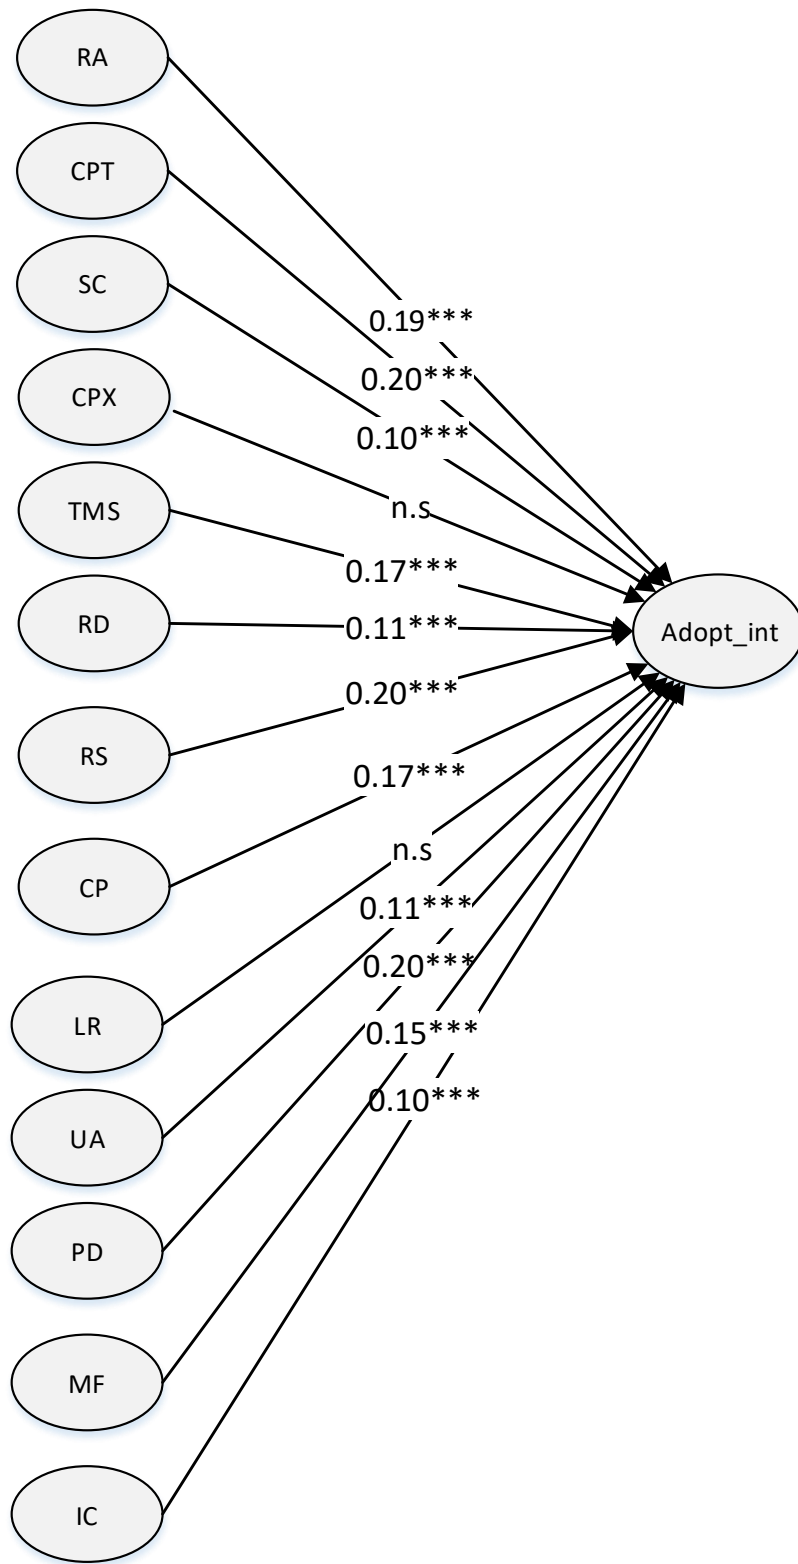 RA
CPT
SC
CPX
TMS
RD
RS
CP
LR
UA
PD
MF
IC
0.19***
0.20***
0.10***
n.s
0.17***
0.11***
0.20***
0.17***
n.s
0.11***
0.20***
0.15***
0.10***
Adopt_int